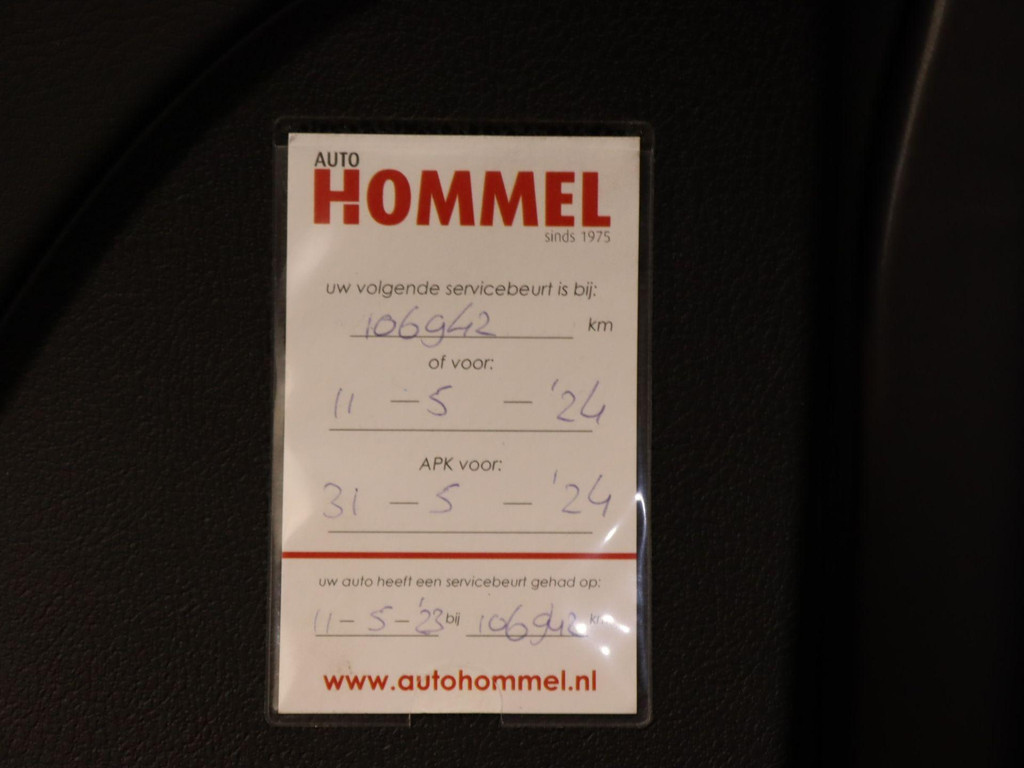 AUTO
HOMMEL
sinds 1975
uw volgende servicebeurt is bij:
106942 km
of voor:
11 - 5 - '24
APK voor:
31 - 5 - '24
uw auto heeft een servicebeurt gehad op:
11 - 5 - '23 bij 106942 km
www.autohommel.nl